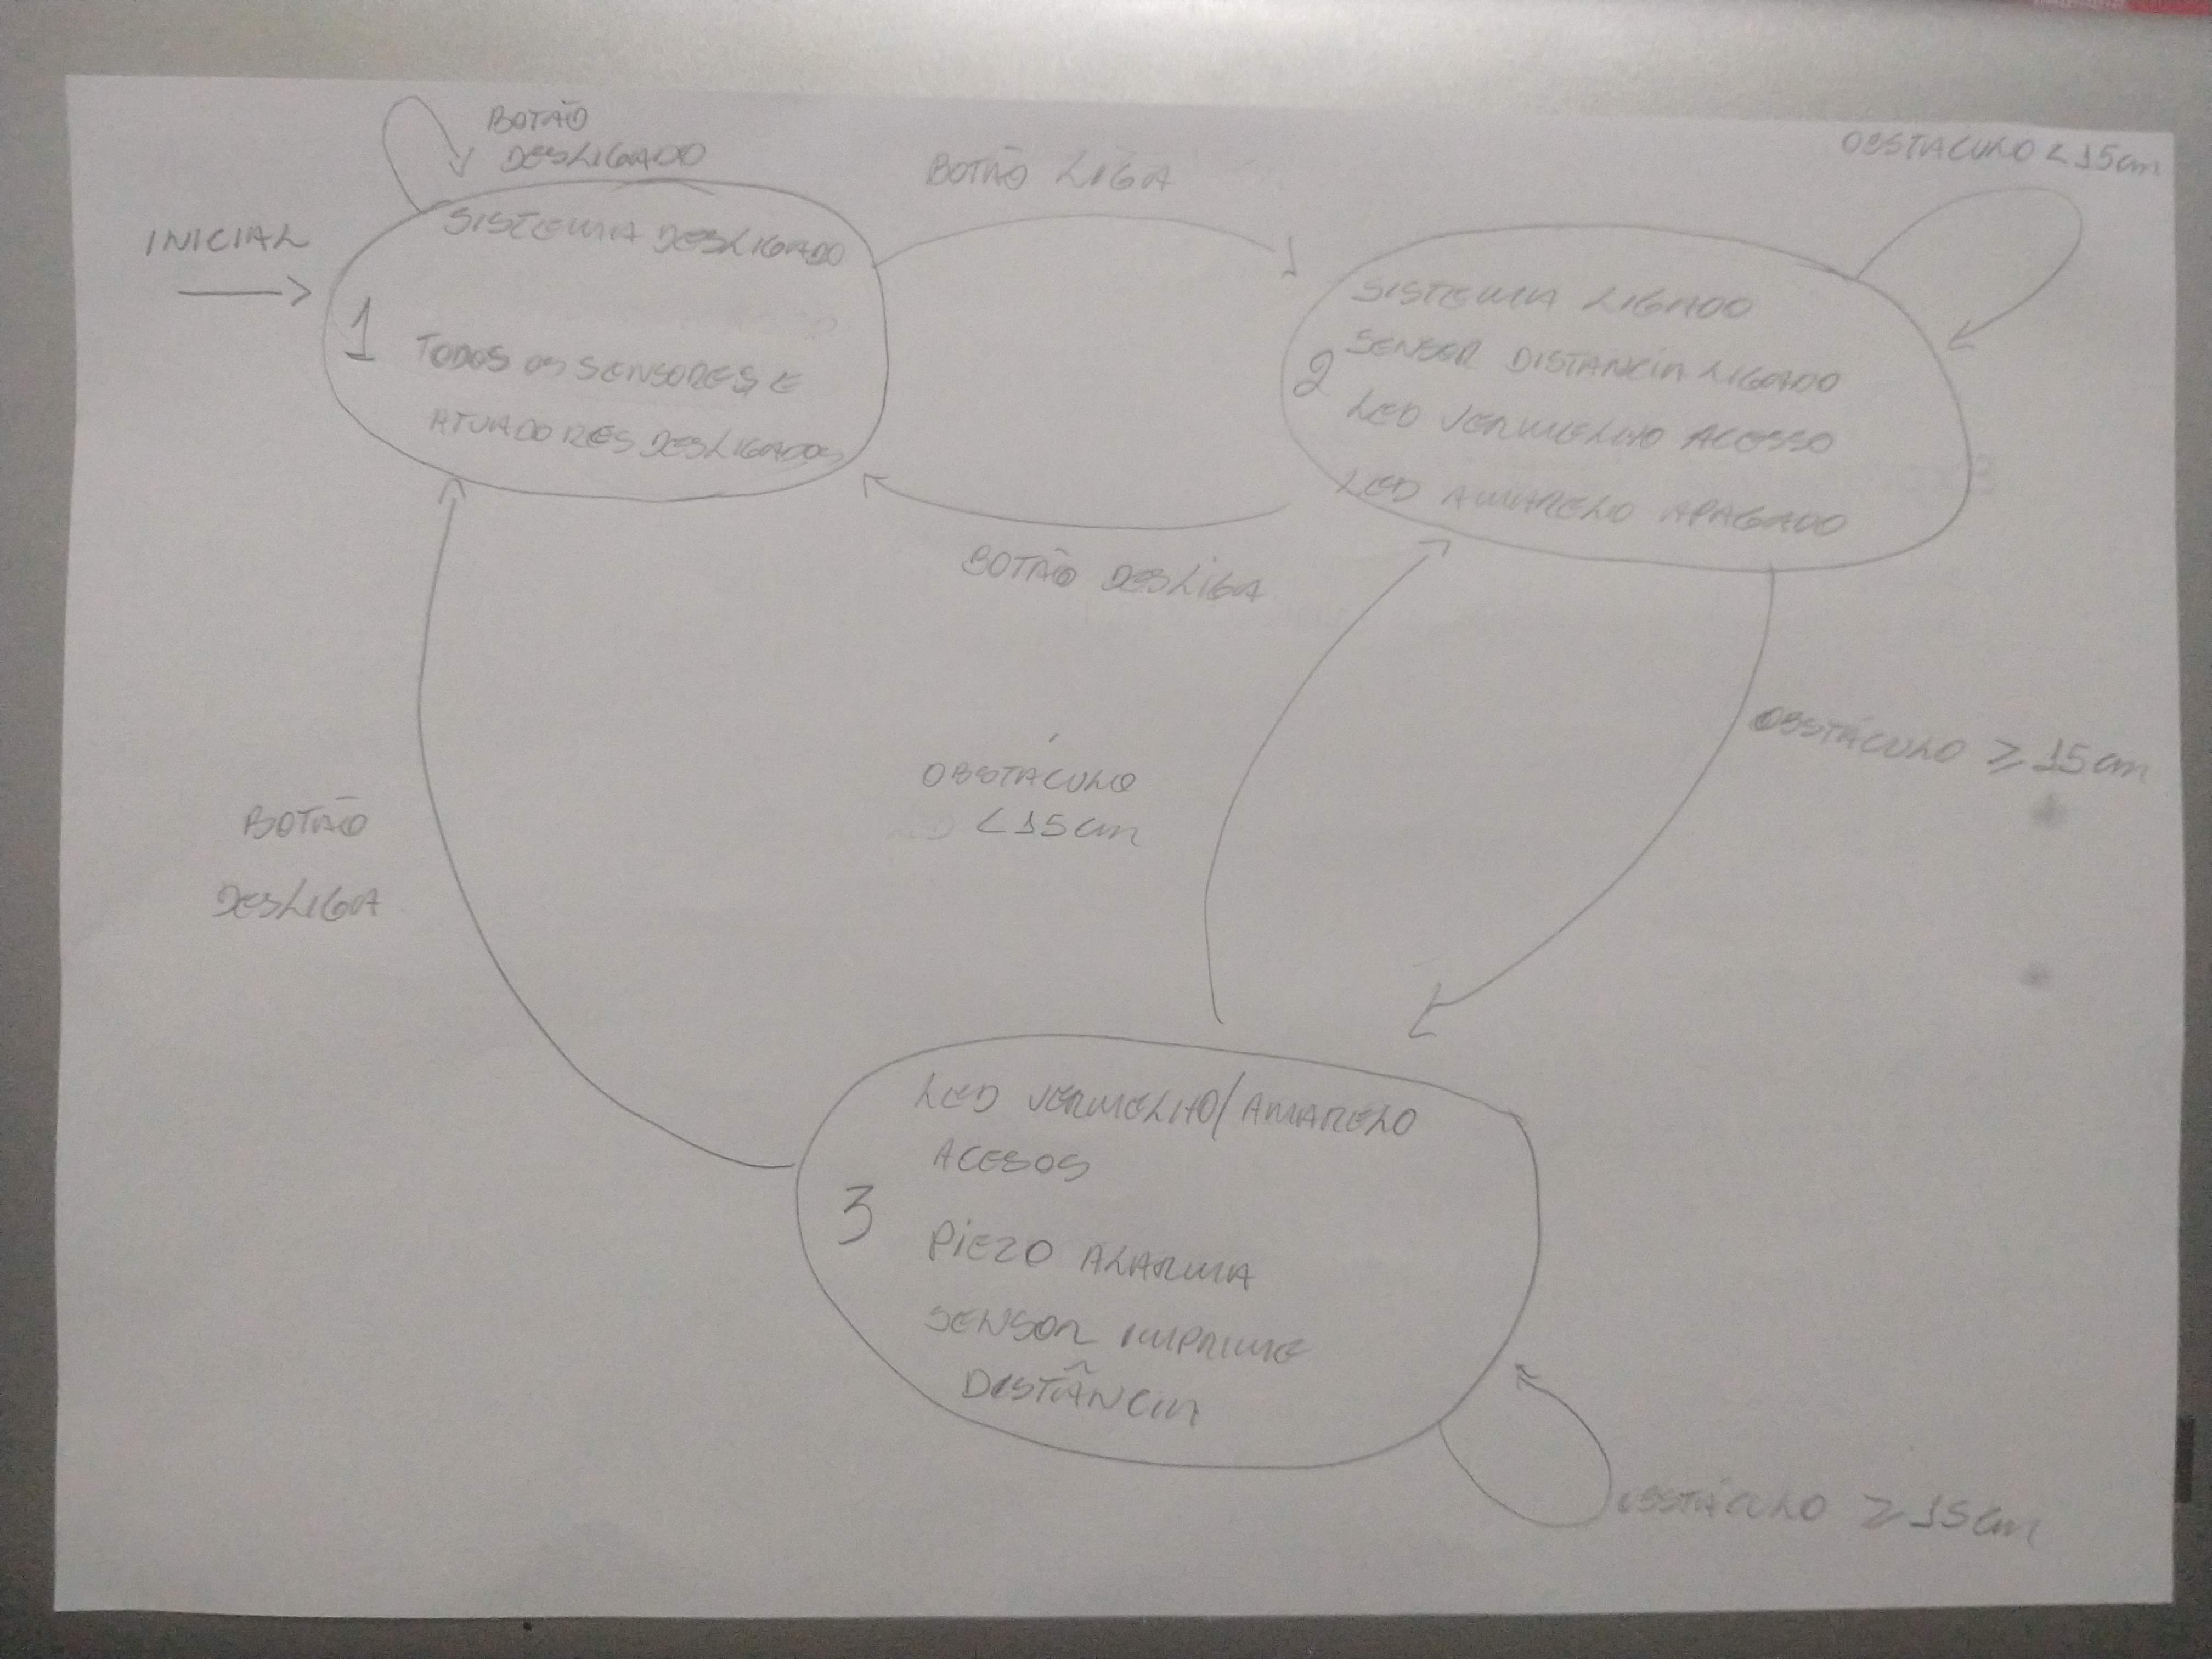 BOTÃO
DESLIGADO
INICIAL
SISTEMA DESLIGADO
1
TODOS OS SENSORES E
ATUADORES DESLIGADOS
BOTÃO LIGA
OBSTACULO < 15cm
SISTEMA LIGADO
SENSOR DISTANCIA LIGADO
2
LED VERMELHO ACESSO
LED AMARELO APAGADO
BOTÃO DESLIGA
OBSTÁCULO ≥ 15cm
OBSTÁCULO
< 15cm
BOTÃO
DESLIGA
LED VERMELHO/AMARELO
ACESOS
3
PIEZO ALARMA
SENSOR IMPRIME
DISTÂNCIA
OBSTÁCULO ≥ 15cm